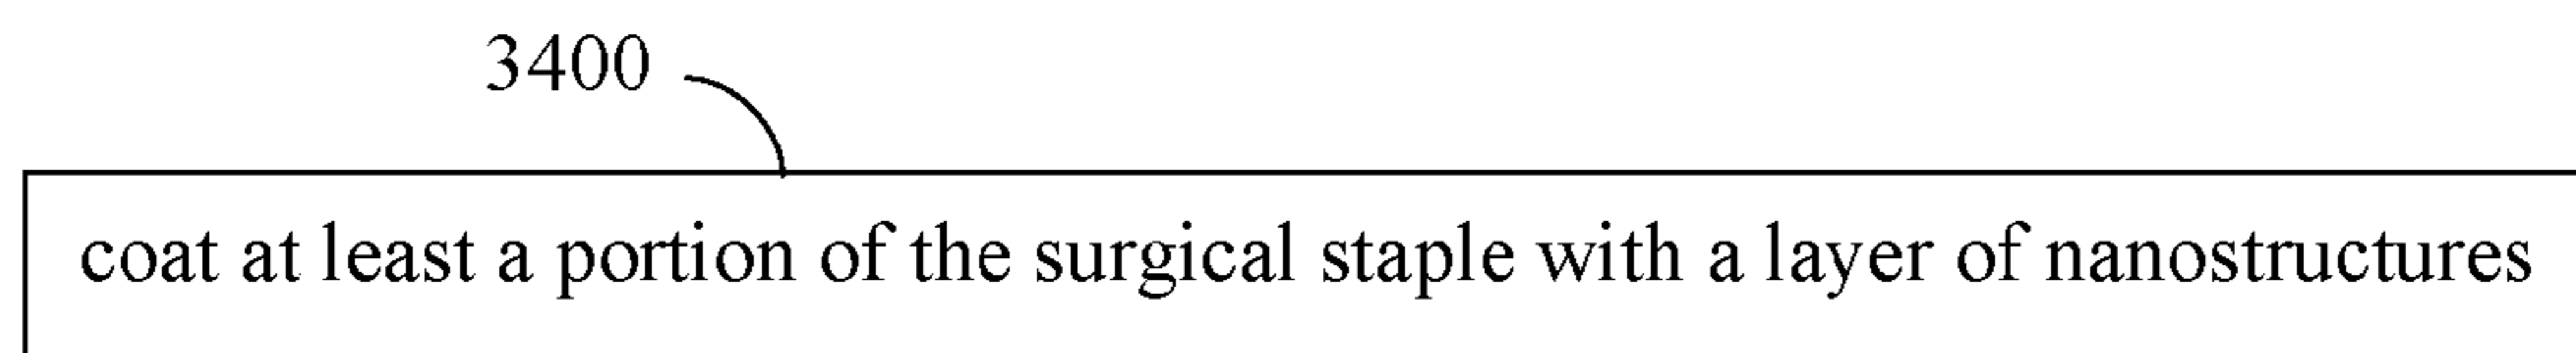 3400
coat at least a portion of the surgical staple with a layer of nanostructures